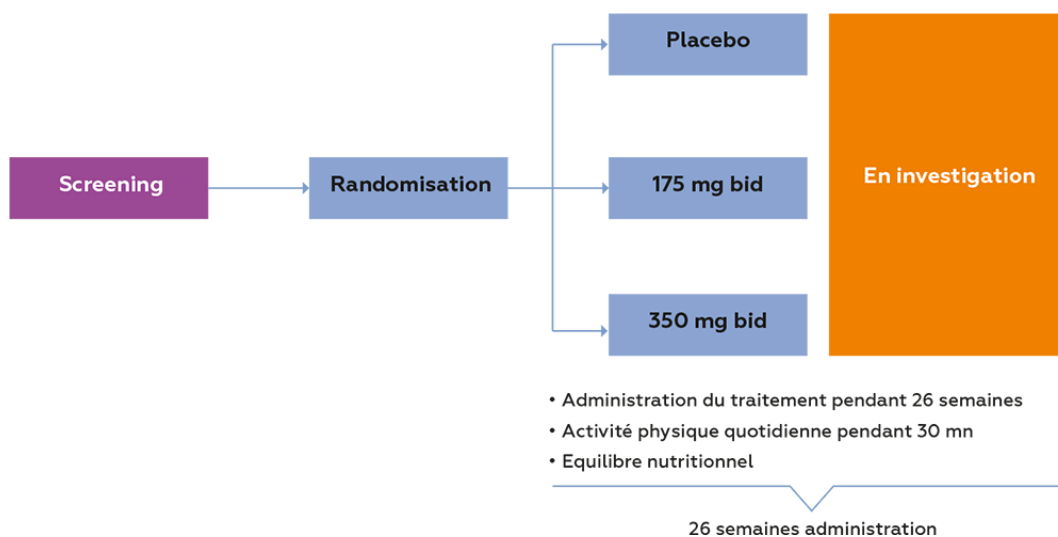 Placebo
Screening
Randomisation
175 mg bid
En investigation
350 mg bid
• Administration du traitement pendant 26 semaines
• Activité physique quotidienne pendant 30 mn
• Equilibre nutritionnel
26 semaines administration